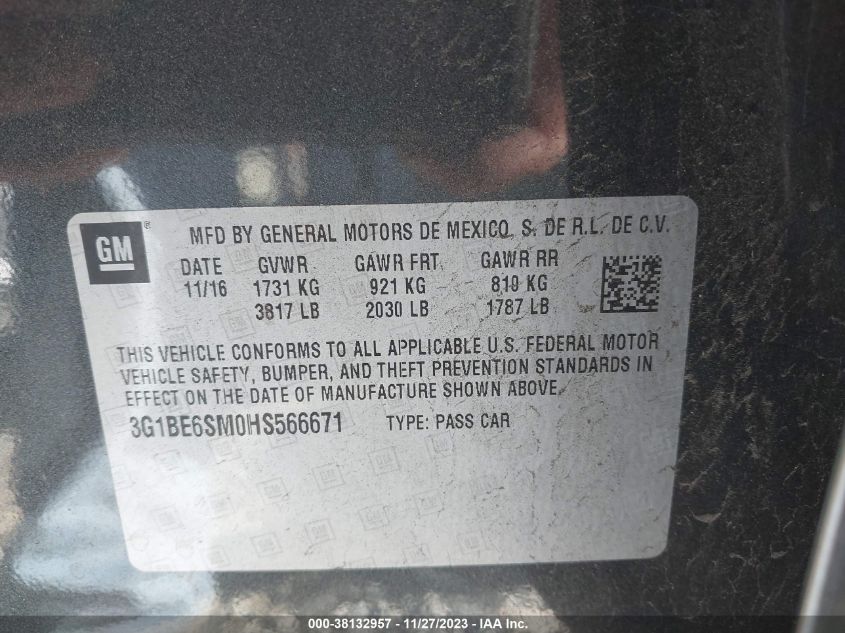 GM ®
MFD BY GENERAL MOTORS DE MEXICO S. DE R.L. DE C.V.
DATE GVWR GAWR FRT GAWR RR
11/16 1731 KG 921 KG 810 KG
3817 LB 2030 LB 1787 LB
THIS VEHICLE CONFORMS TO ALL APPLICABLE U.S. FEDERAL MOTOR
VEHICLE SAFETY, BUMPER, AND THEFT PREVENTION STANDARDS IN
EFFECT ON THE DATE OF MANUFACTURE SHOWN ABOVE.
3G1BE6SM0HS566671 TYPE: PASS CAR
000-38132957 - 11/27/2023 - IAA Inc.